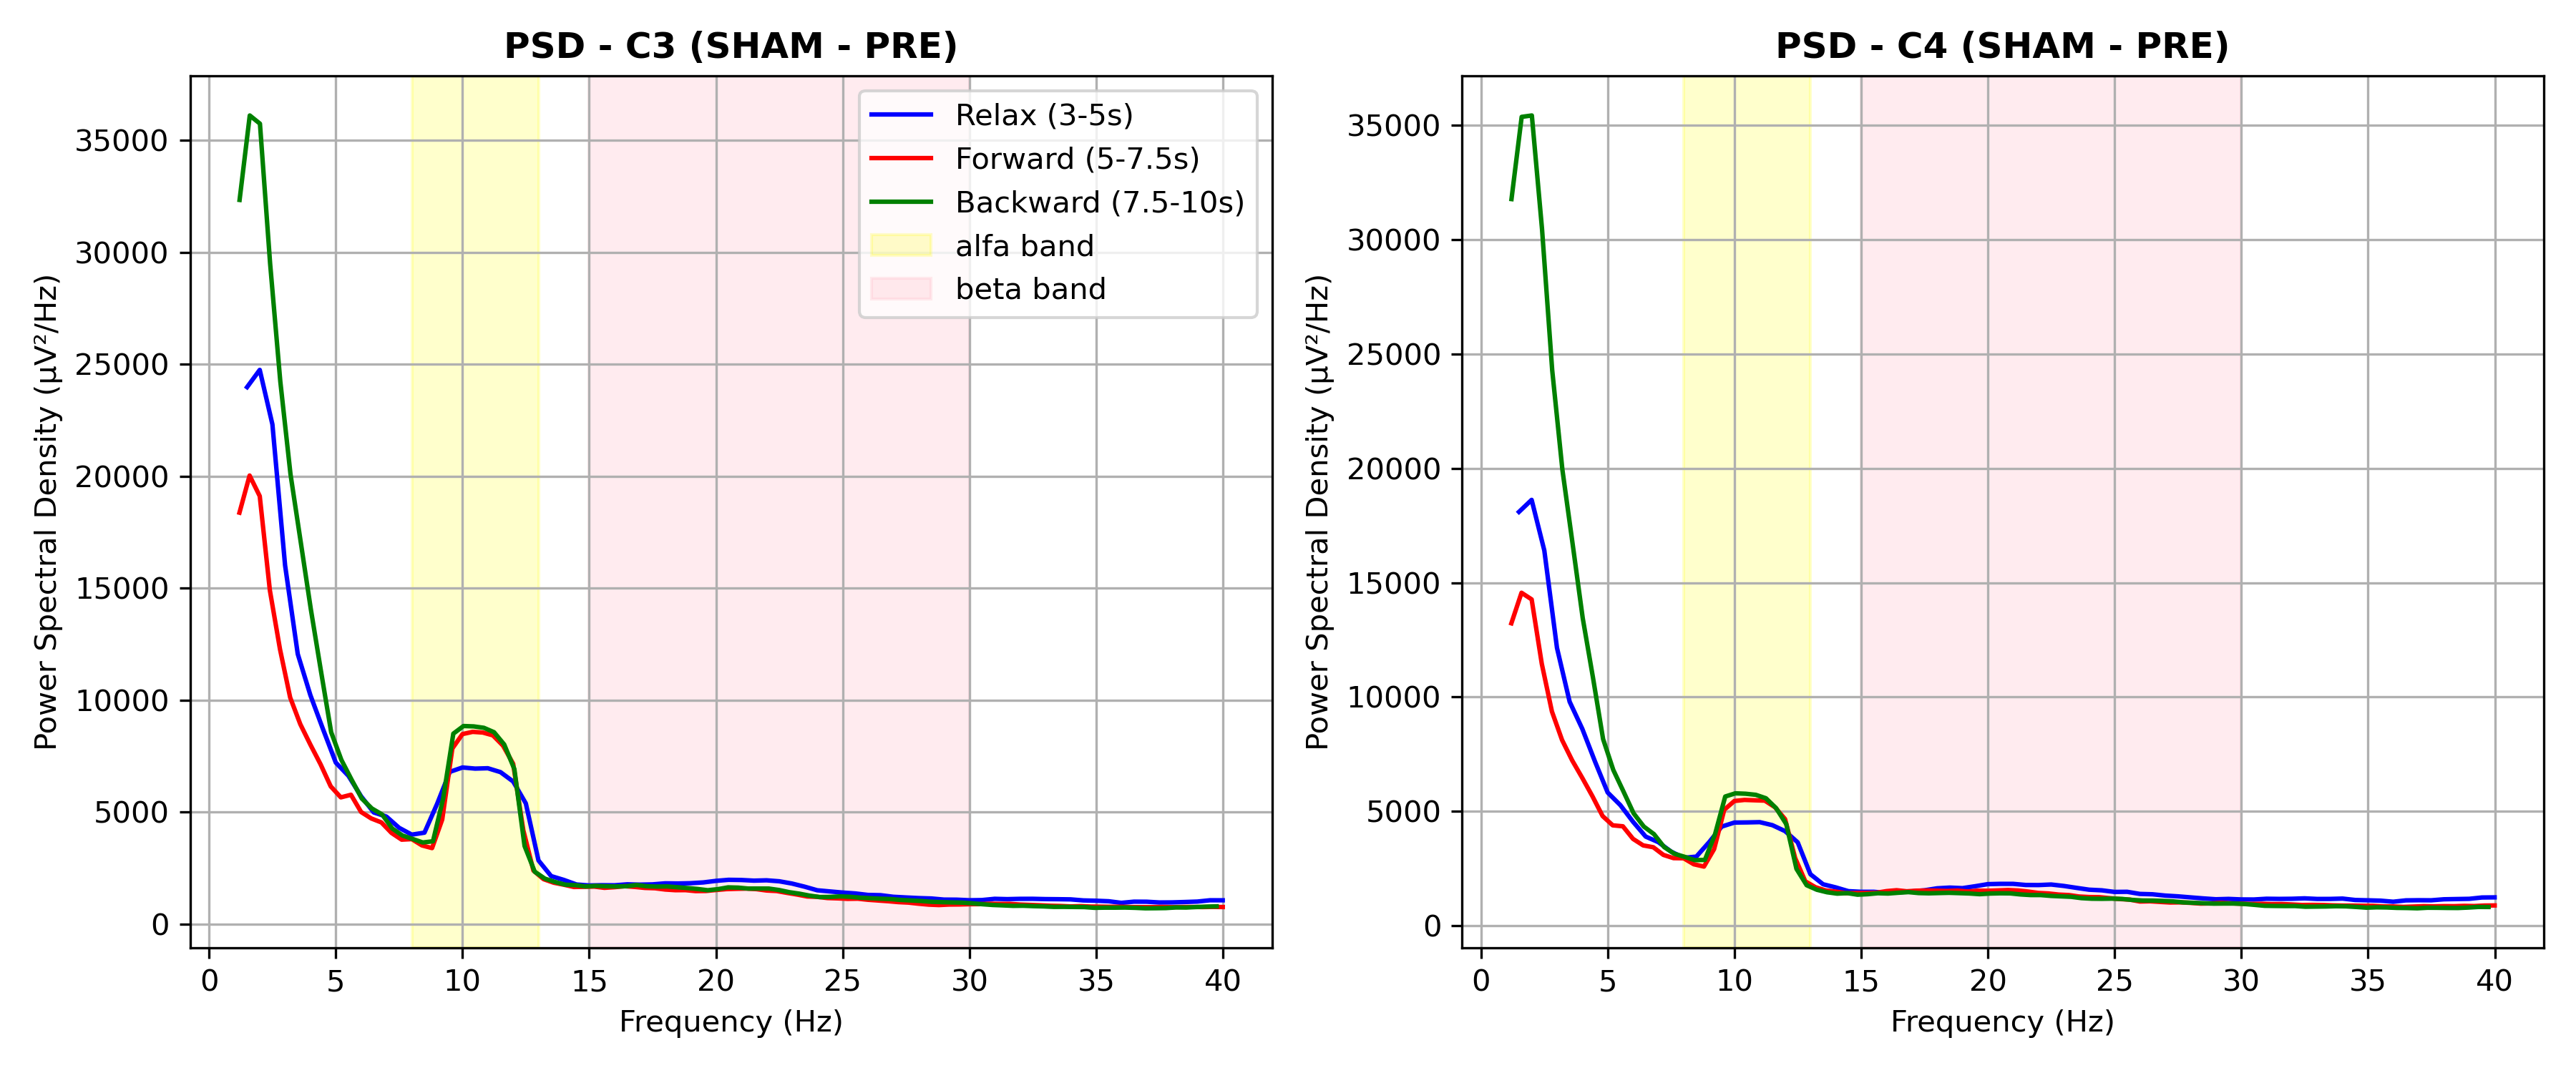 PSD - C3 (SHAM - PRE)
Power Spectral Density (µV²/Hz)
35000
30000
25000
20000
15000
10000
5000
0
Relax (3-5s)
Forward (5-7.5s)
Backward (7.5-10s)
alfa band
beta band
0 5 10 15 20 25 30 35 40
Frequency (Hz)
PSD - C4 (SHAM - PRE)
Power Spectral Density (µV²/Hz)
35000
30000
25000
20000
15000
10000
5000
0
0 5 10 15 20 25 30 35 40
Frequency (Hz)